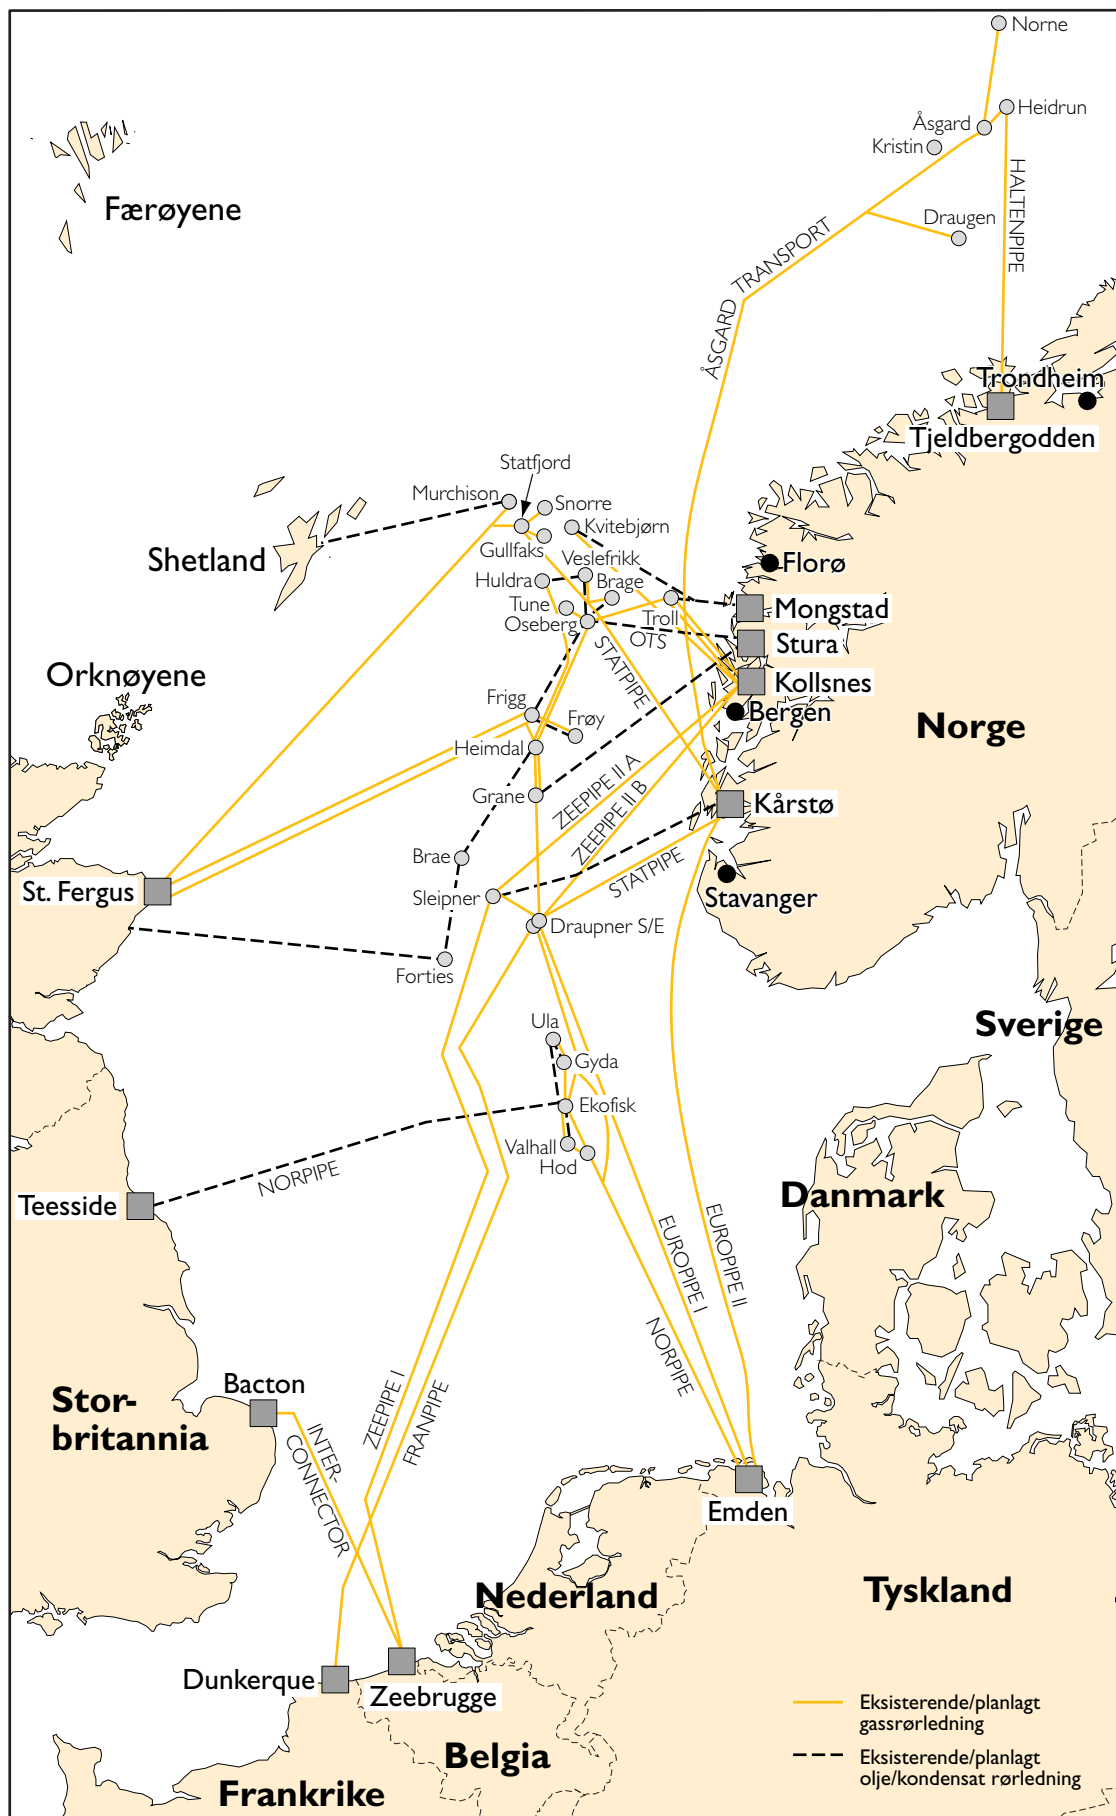 Norne
Heidrun
Åsgard
Kristin
HALTENPIPE
Færøyene
Draugen
ÅSGARD TRANSPORT
Trondheim
Tjeldbergodden
Statfjord
Murchison
Snorre
Kvitebjørn
Gullfaks
Shetland
Veslefrikk
Florø
Huldra
Brage
Tune
Mongstad
Oseberg
Troll
OTS
Stura
STATPIPE
Orknøyene
Kollsnes
Frigg
Frøy
Bergen
Norge
Heimdal
ZEEPIPE II A
Grane
ZEEPIPE II B
Kårstø
Brae
STATPIPE
St. Fergus
Sleipner
Stavanger
Draupner S/E
Forties
Ula
Sverige
Gyda
Ekofisk
Valhall
Hod
NORPIPE
Teesside
Danmark
EUROPIPE I
EUROPIPE II
NORPIPE
Bacton
Stor-
britannia
ZEEPIPE I
FRANPIPE
INTER-
CONNECTOR
Emden
Nederland
Tyskland
Dunkerque
Zeebrugge
Belgia
Frankrike
Eksisterende/planlagt
gassrørledning
Eksisterende/planlagt
olje/kondensat rørledning